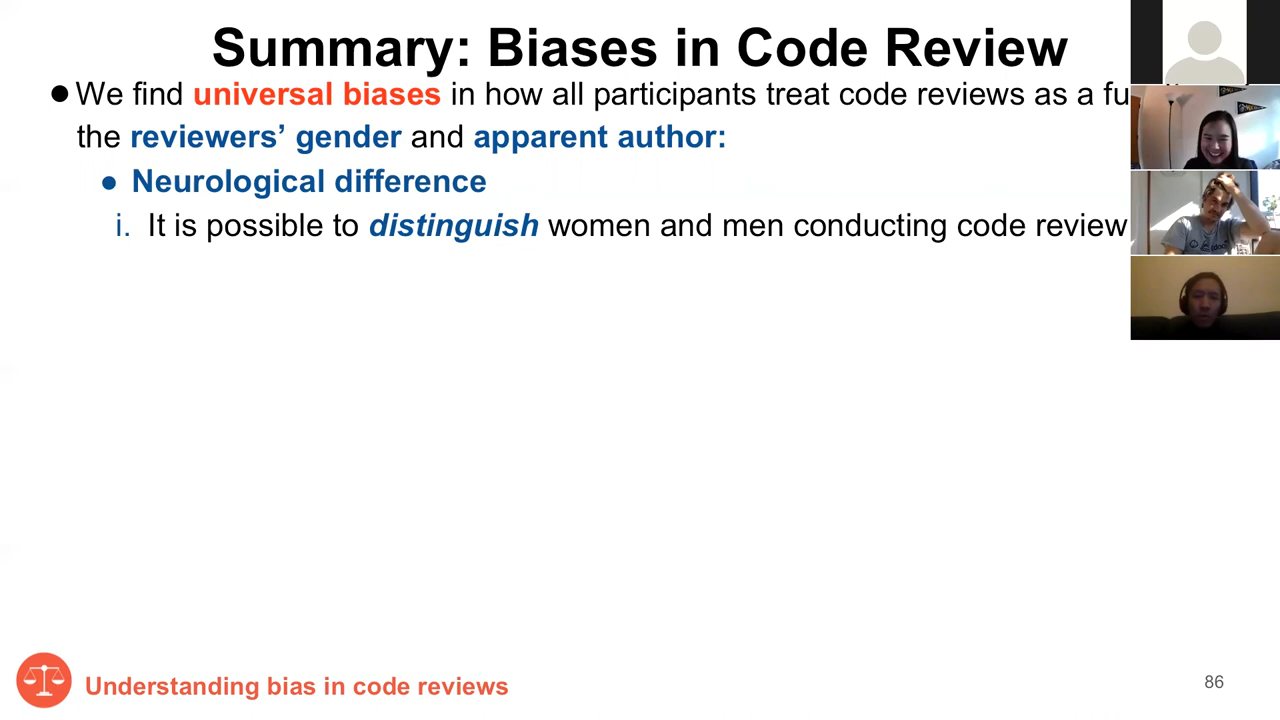 Summary: Biases in Code Review
● We find universal biases in how all participants treat code reviews as a fu
the reviewers’ gender and apparent author:
● Neurological difference
i. It is possible to distinguish women and men conducting code review
Understanding bias in code reviews
86